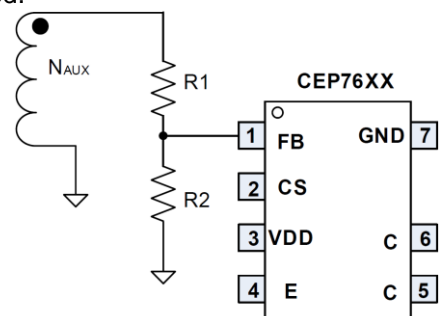 NAUX
R1
R2
CEP76XX
1 FB GND 7
2 CS
3 VDD C 6
4 E C 5